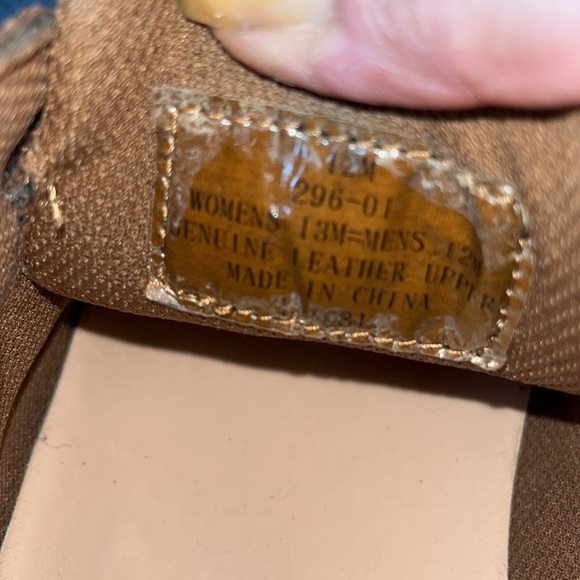 12M
296-01
WOMENS 13M=MENS 12M
GENUINE LEATHER UPPER
MADE IN CHINA